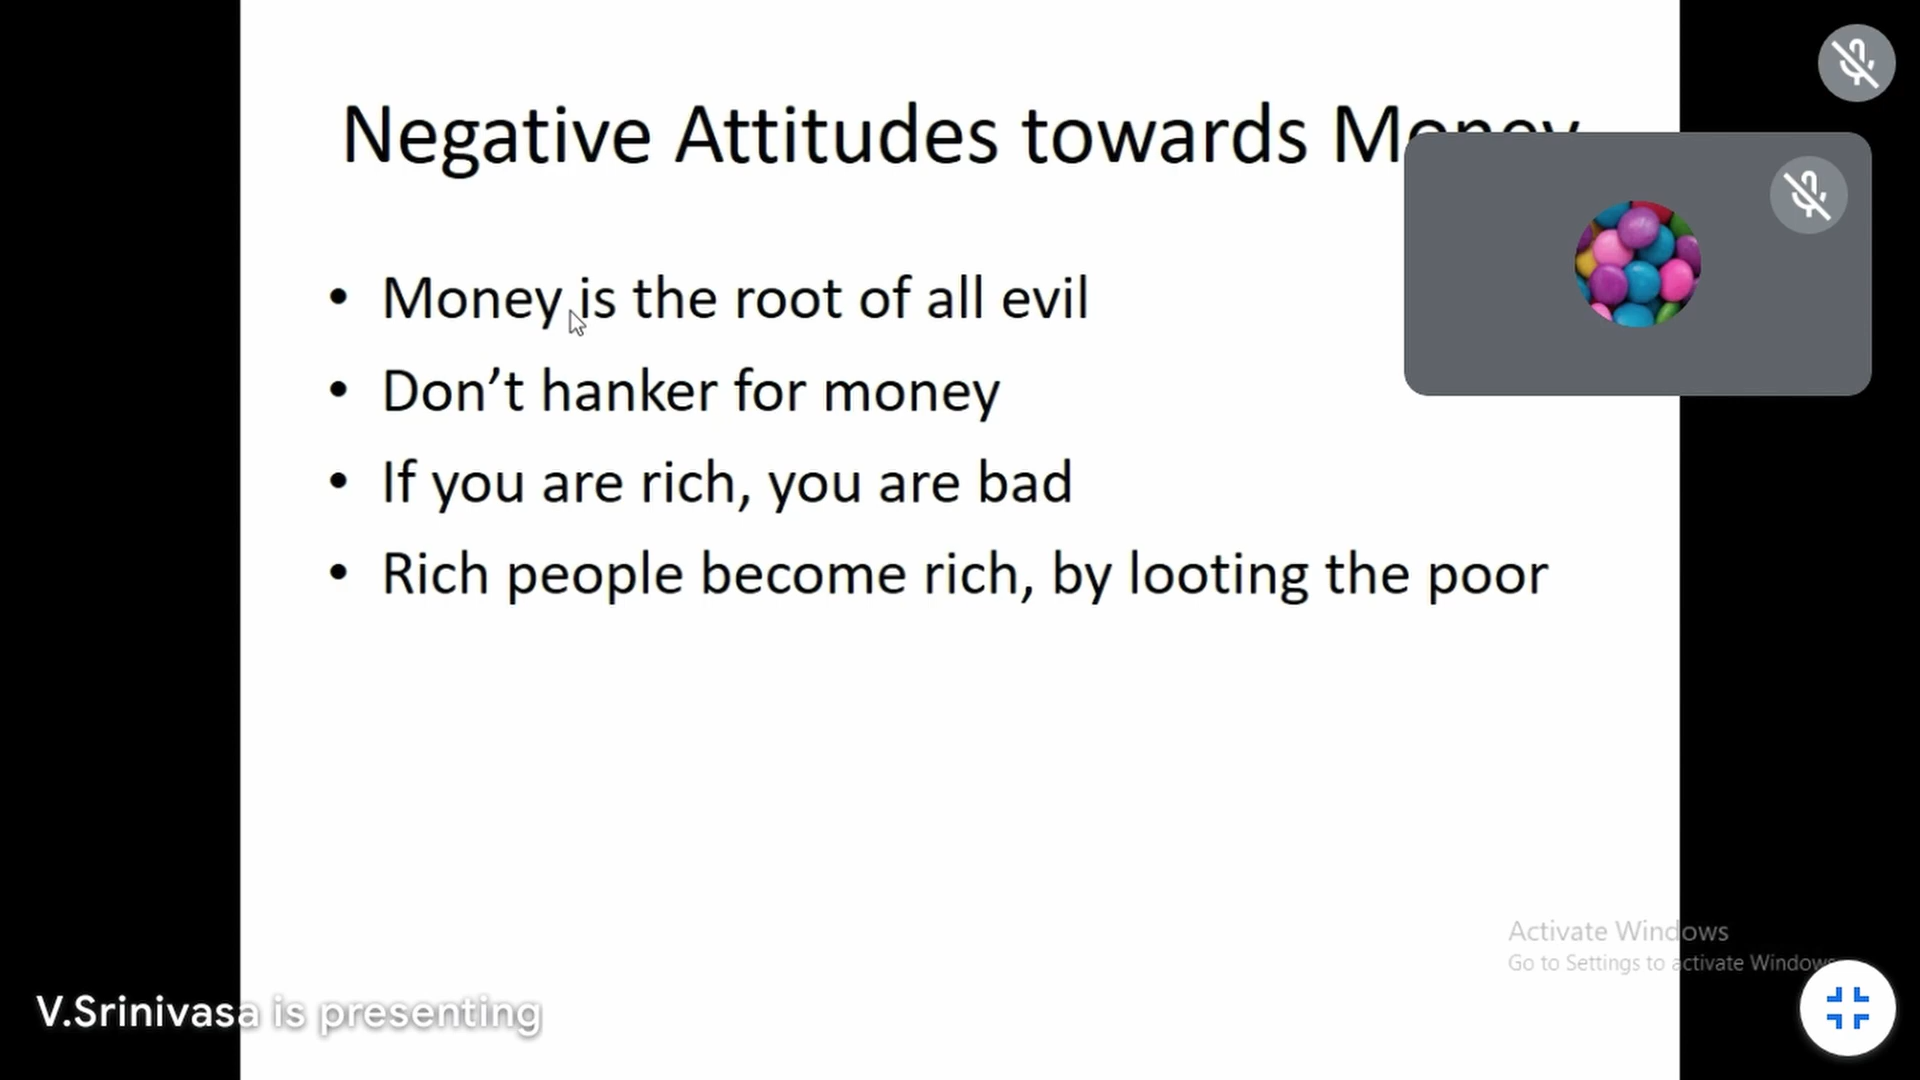 Negative Attitudes towards Money
• Money is the root of all evil
• Don’t hanker for money
• If you are rich, you are bad
• Rich people become rich, by looting the poor
Activate Windows
Go to Settings to activate Windows.
V.Srinivasa is presenting